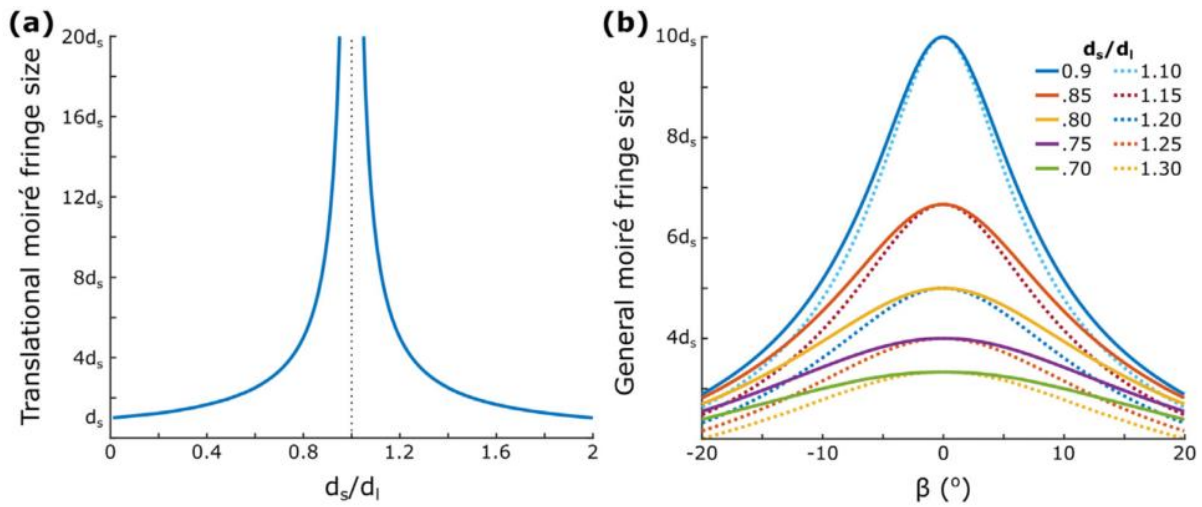 (a)
Translational moiré fringe size
20dₛ
16dₛ
12dₛ
8dₛ
4dₛ
dₛ
0
0.4
0.8
1.2
1.6
2
dₛ/dₗ
(b)
General moiré fringe size
10dₛ
8dₛ
6dₛ
4dₛ
-20
-10
0
10
20
β (°)
dₛ/dₗ
0.9 1.10
.85 1.15
.80 1.20
.75 1.25
.70 1.30